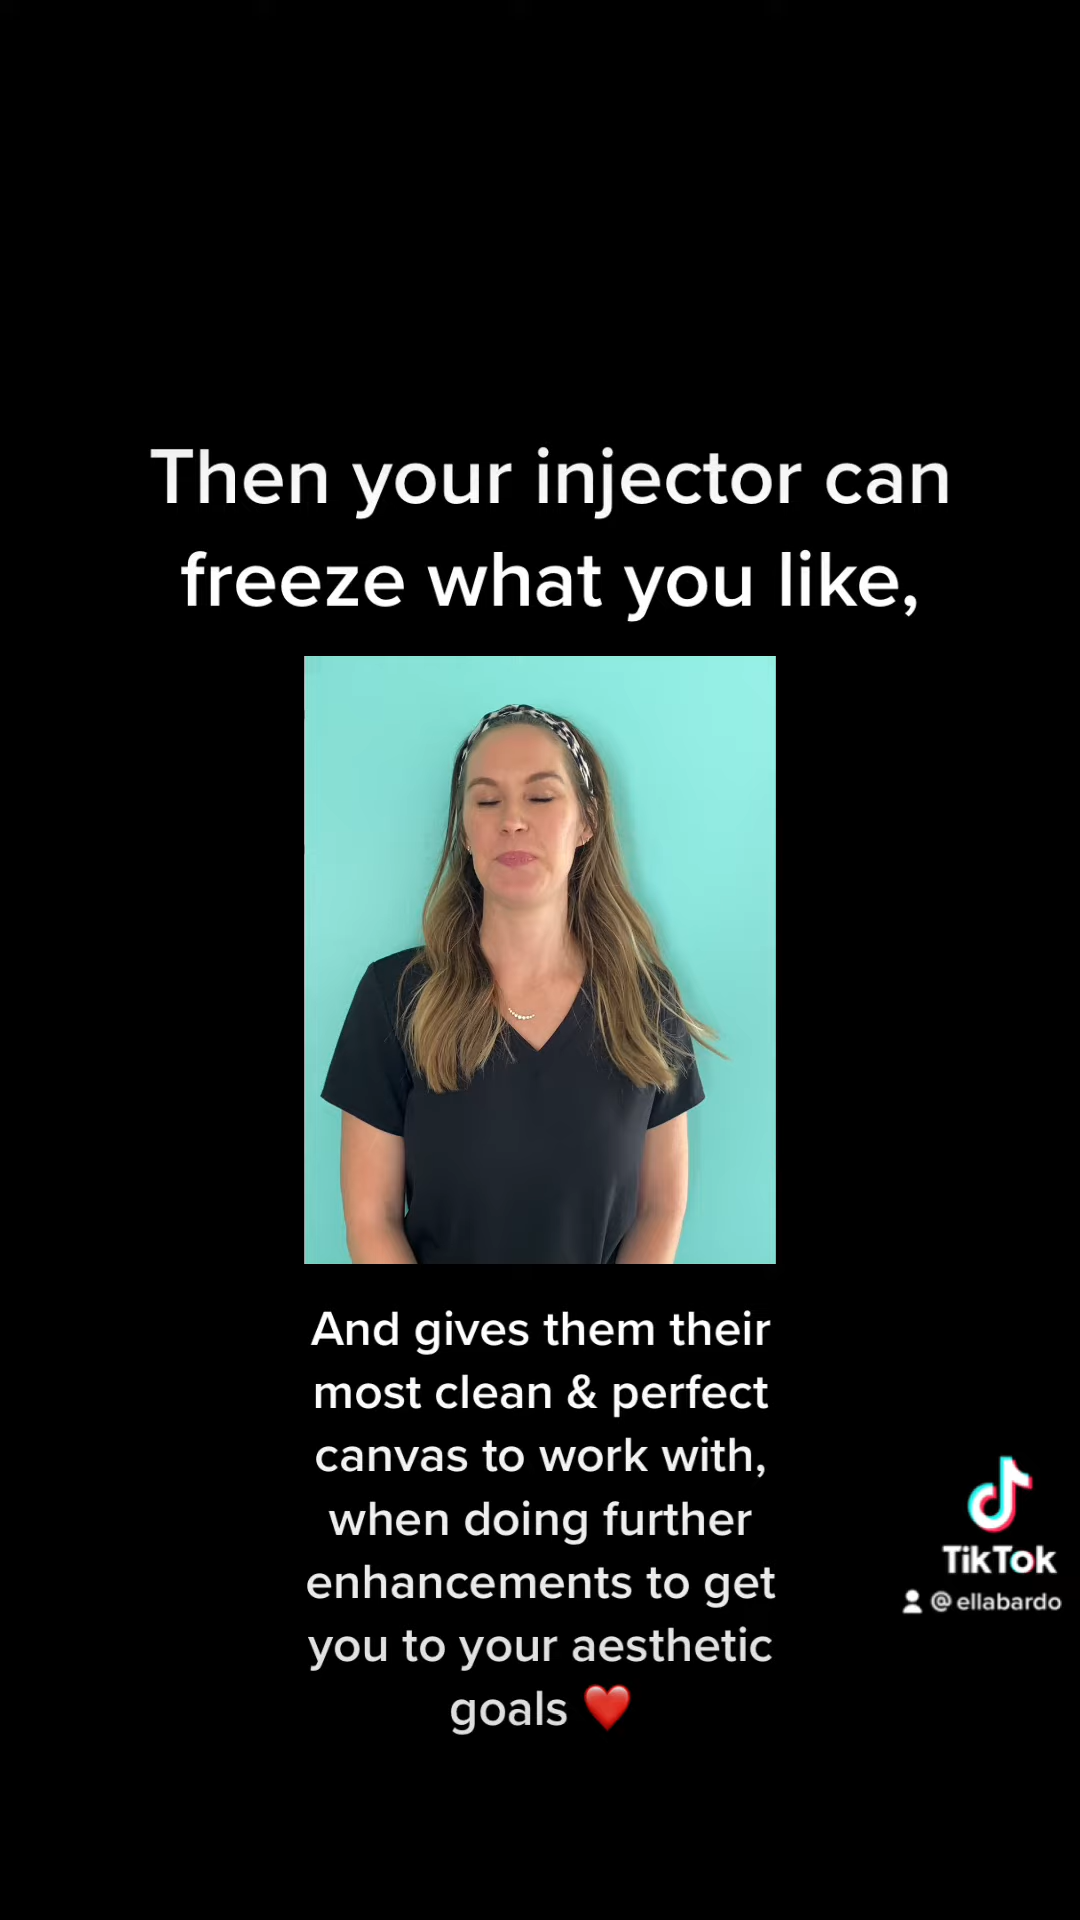 Then your injector can
freeze what you like,
And gives them their
most clean & perfect
canvas to work with,
when doing further
enhancements to get
you to your aesthetic
goals ❤️
TikTok
@ellabardo